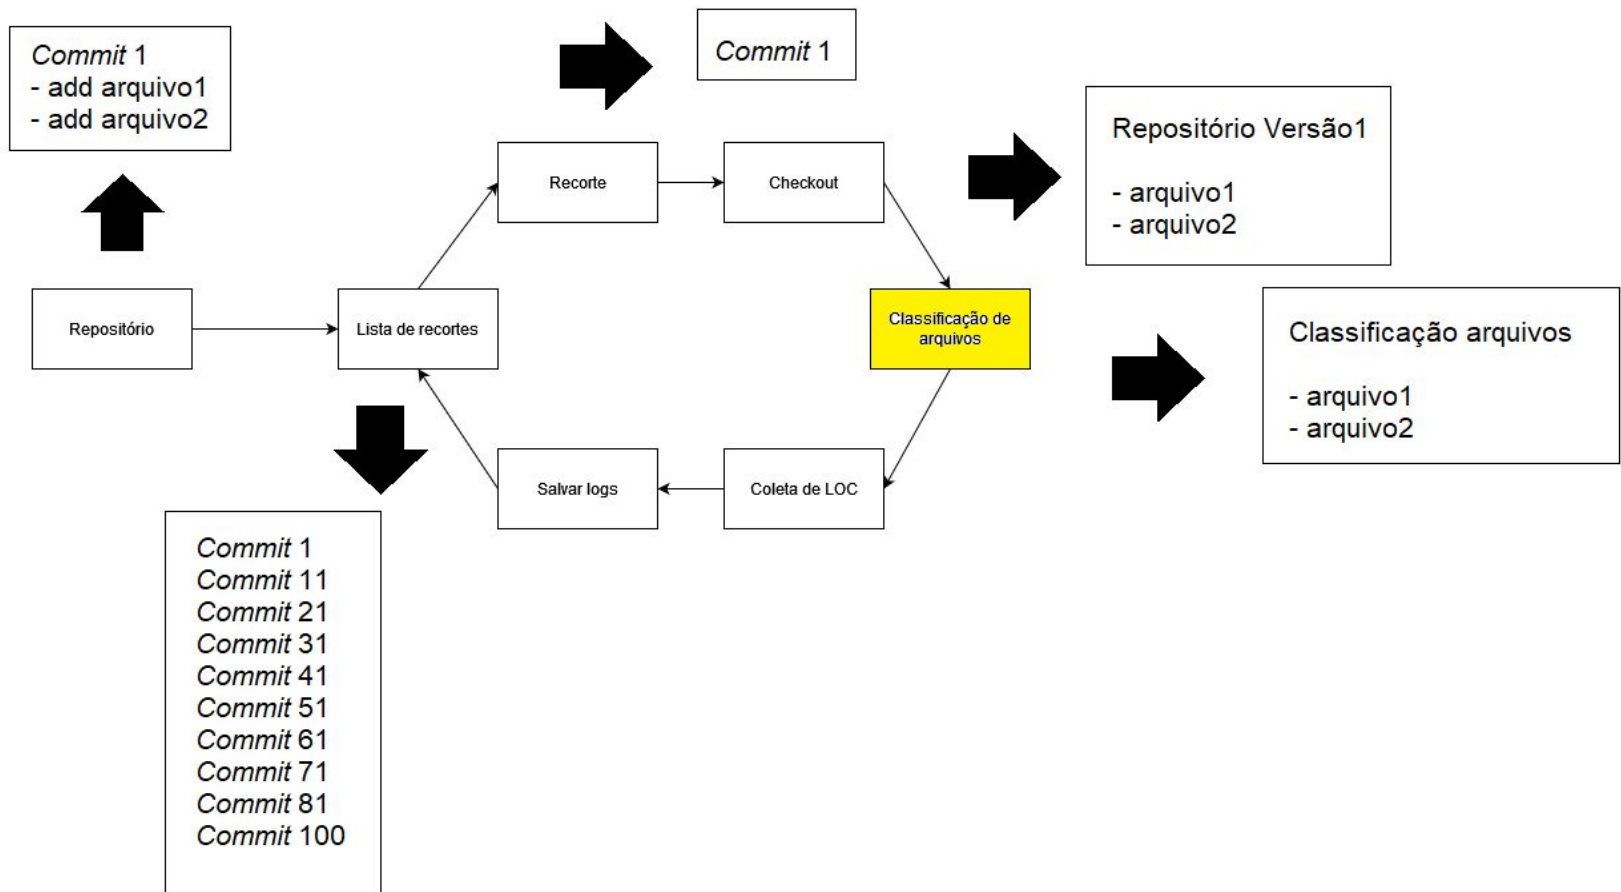 Commit 1
- add arquivo1
- add arquivo2
Commit 1
Repositório Versão1
- arquivo1
- arquivo2
Recorte
Checkout
Repositório
Lista de recortes
Classificação de
arquivos
Classificação arquivos
- arquivo1
- arquivo2
Salvar logs
Coleta de LOC
Commit 1
Commit 11
Commit 21
Commit 31
Commit 41
Commit 51
Commit 61
Commit 71
Commit 81
Commit 100